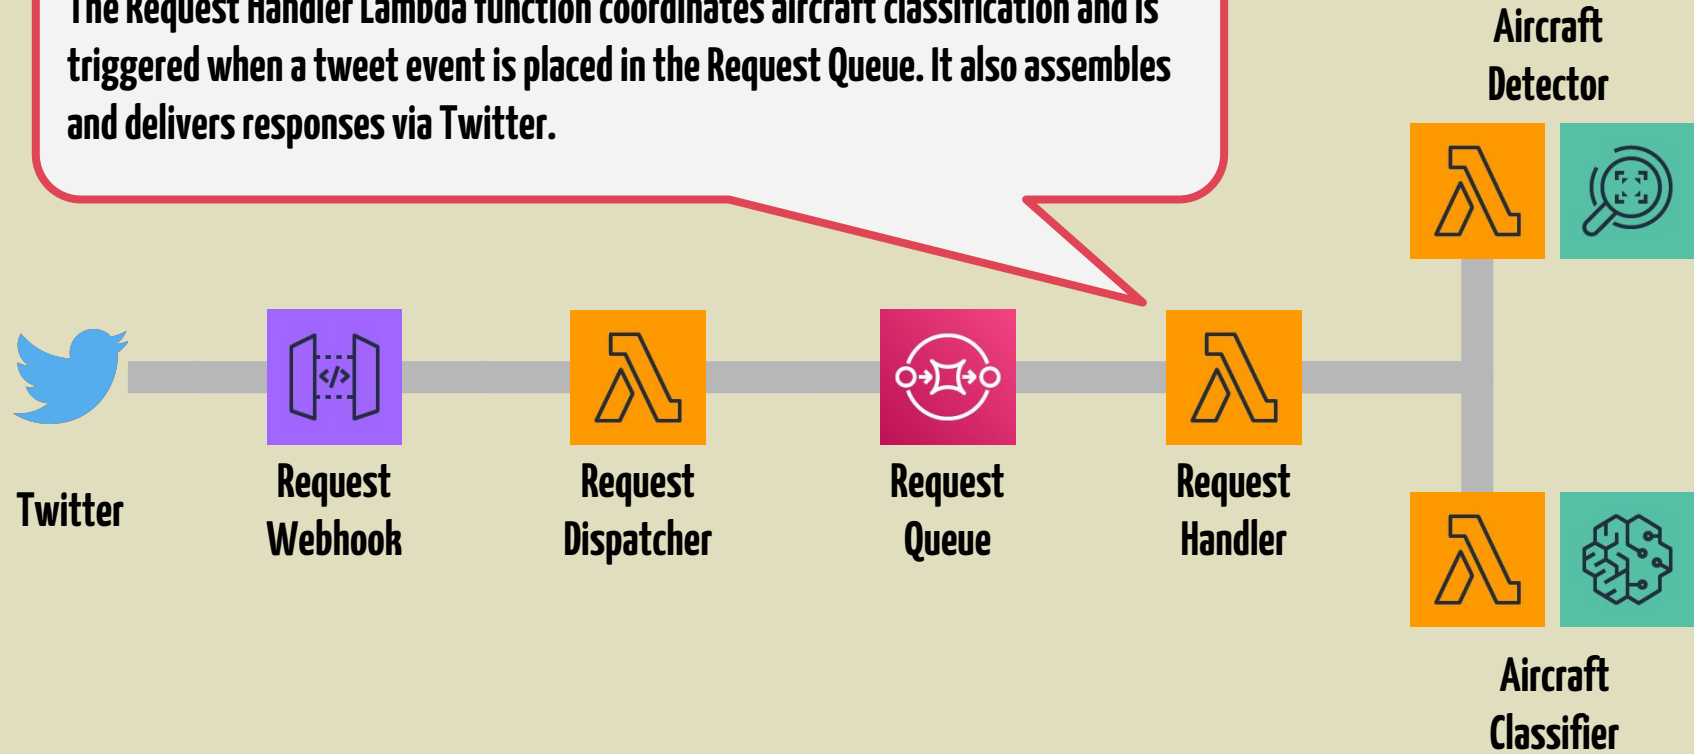 The Request Handler Lambda function coordinates aircraft classification and is
triggered when a tweet event is placed in the Request Queue. It also assembles
and delivers responses via Twitter.
Aircraft
Detector
</>
Twitter
Request
Webhook
Request
Dispatcher
Request
Queue
Request
Handler
Aircraft
Classifier